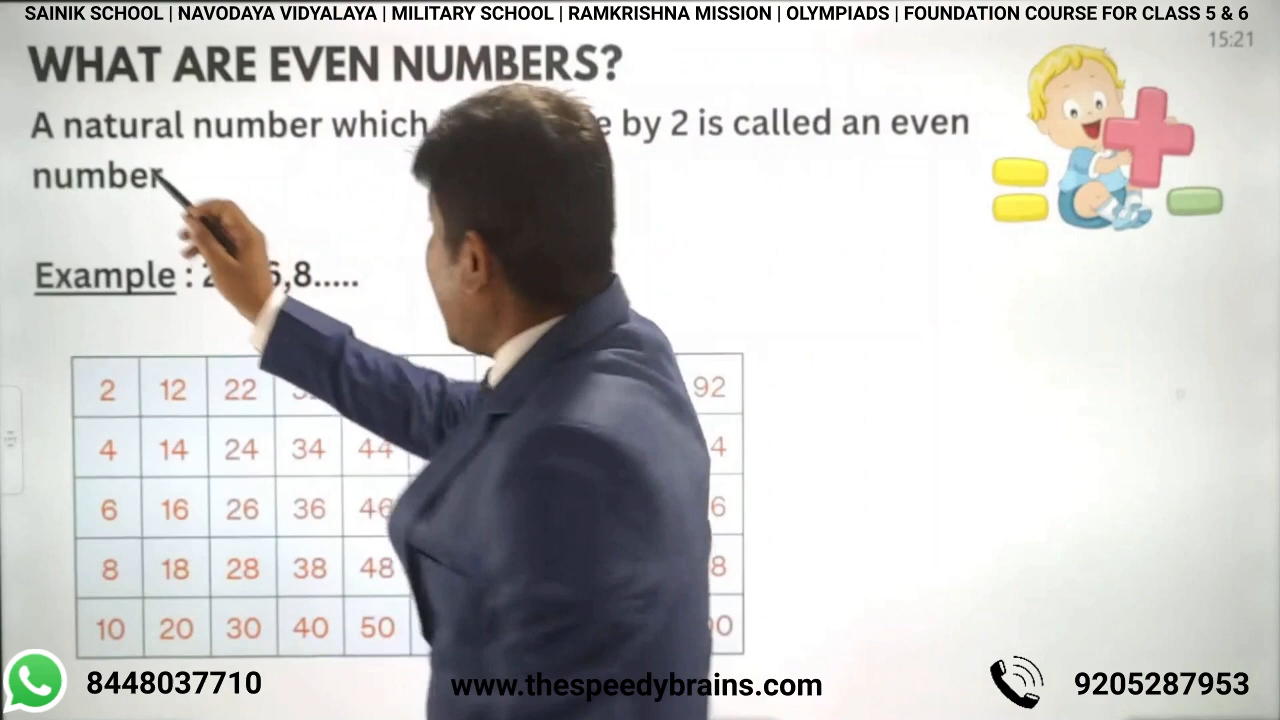 SAINIK SCHOOL | NAVODAYA VIDYALAYA | MILITARY SCHOOL | RAMKRISHNA MISSION | OLYMPIADS | FOUNDATION COURSE FOR CLASS 5 & 6
15:21
WHAT ARE EVEN NUMBERS?
A natural number which by 2 is called an even
number
Example : 8.....
2 12 22 92
4 14 24 34 44
6 16 26 36 46
8 18 28 38 48
10 20 30 40 50
8448037710 www.thespeedybrains.com 9205287953